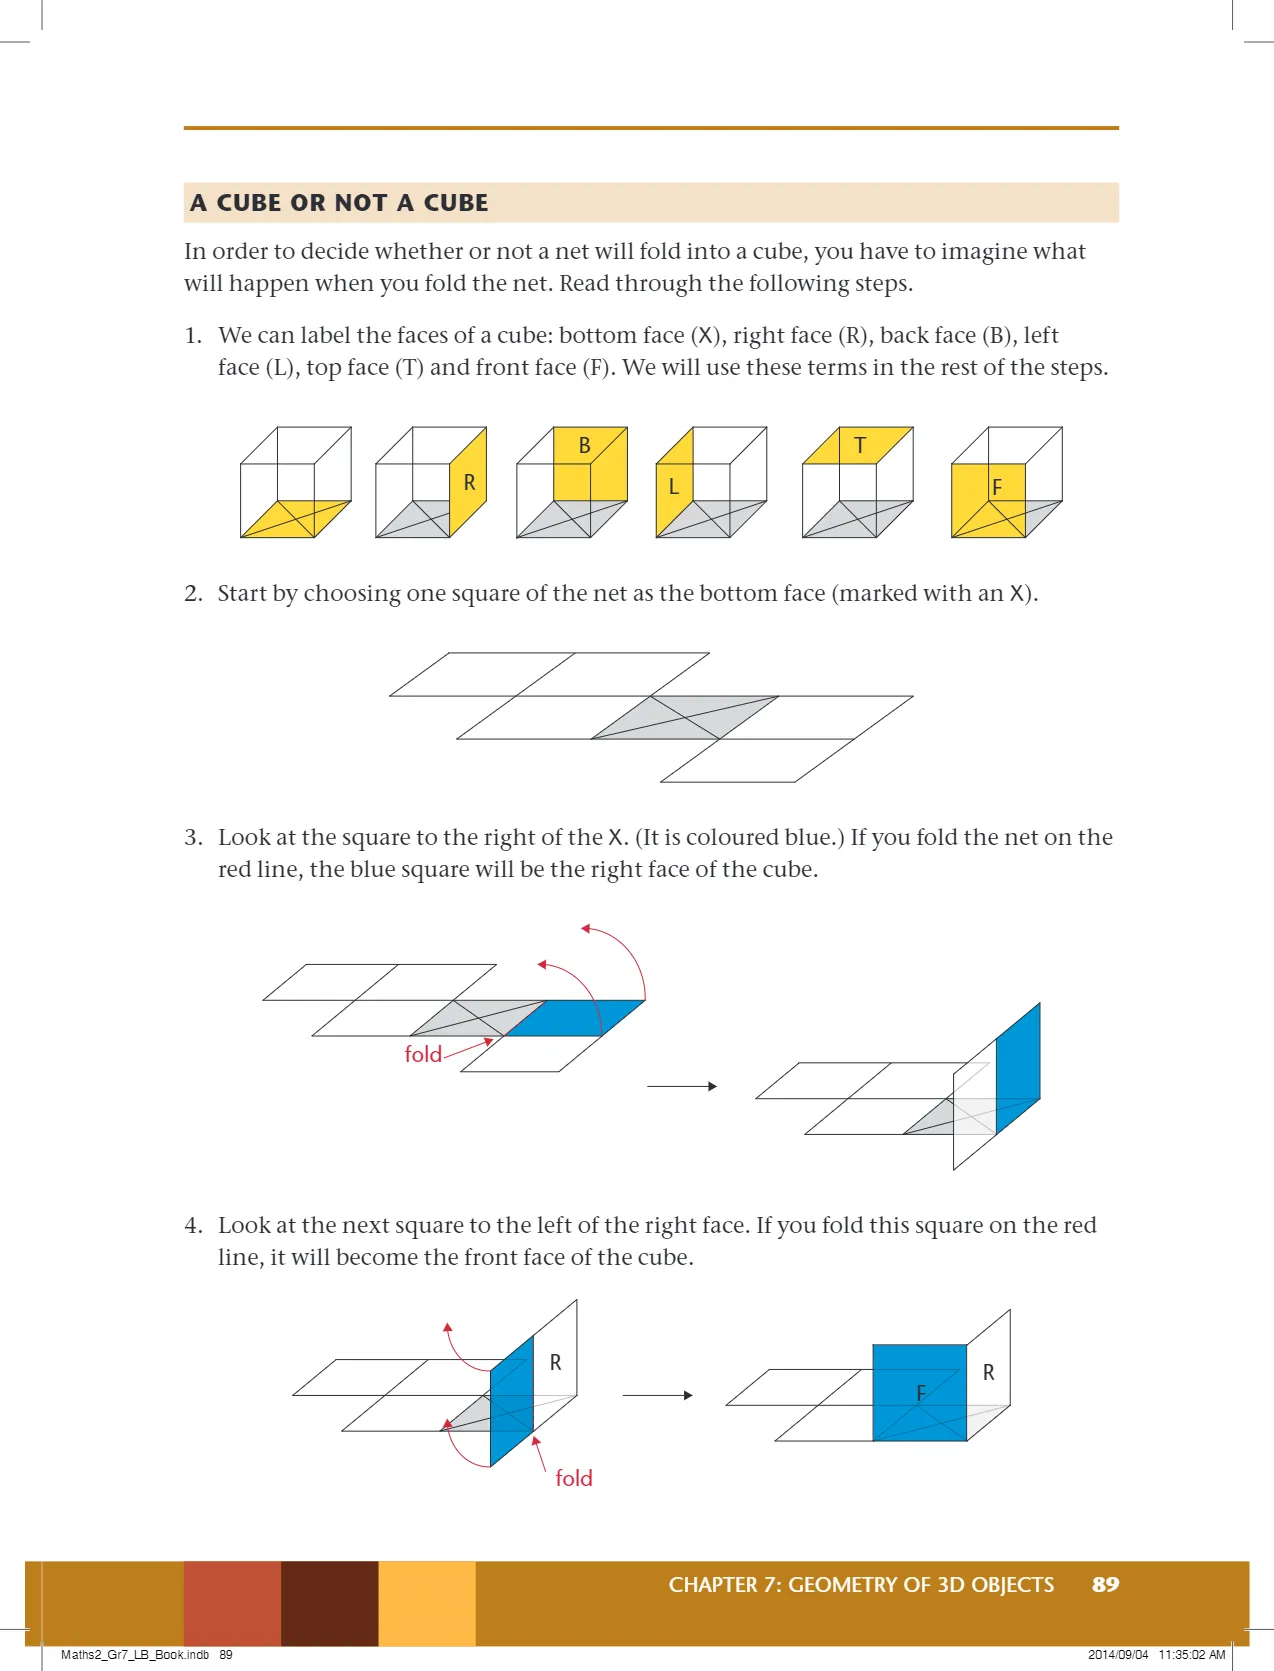 A CUBE OR NOT A CUBE
In order to decide whether or not a net will fold into a cube, you have to imagine what
will happen when you fold the net. Read through the following steps.
1. We can label the faces of a cube: bottom face (X), right face (R), back face (B), left
face (L), top face (T) and front face (F). We will use these terms in the rest of the steps.
R
B
L
T
F
2. Start by choosing one square of the net as the bottom face (marked with an X).
3. Look at the square to the right of the X. (It is coloured blue.) If you fold the net on the
red line, the blue square will be the right face of the cube.
fold
4. Look at the next square to the left of the right face. If you fold this square on the red
line, it will become the front face of the cube.
R
fold
F
R
CHAPTER 7: GEOMETRY OF 3D OBJECTS 89
Maths2_Gr7_LB_Book.indb 89
2014/09/04 11:35:02 AM